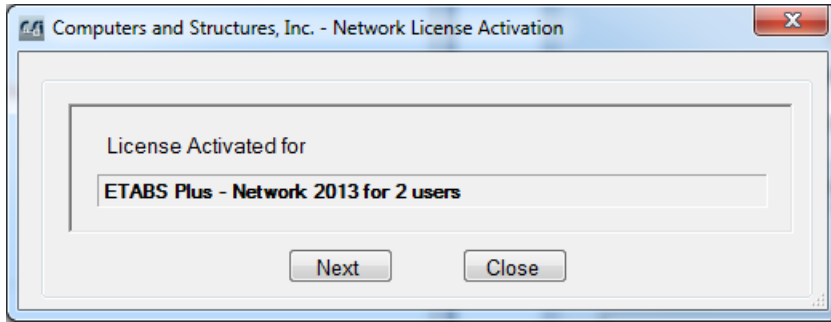 Computers and Structures, Inc. - Network License Activation
License Activated for
ETABS Plus - Network 2013 for 2 users
Next Close